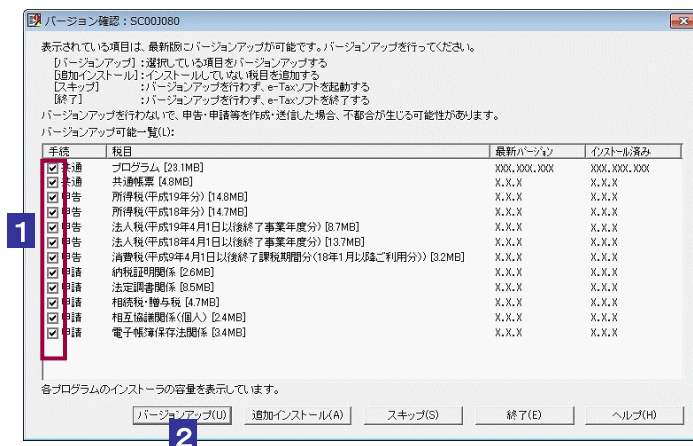 バージョン確認:SC00J080
表示されている項目は、最新版にバージョンアップが可能です。バージョンアップを行ってください。
[バージョンアップ]:選択している項目をバージョンアップする
[追加インストール]:インストールしていない税目を追加する
[スキップ] :バージョンアップを行わず、e-Taxソフトを起動する
[終了] :バージョンアップを行わず、e-Taxソフトを終了する
バージョンアップを行わないで、申告・申請等を作成・送信した場合、不都合が生じる可能性があります。
バージョンアップ可能一覧(L):
手続 税目 最新バージョン インストール済み
共通 プログラム [23.1MB] XXX.XXX.XXX XXX.XXX.XXX
共通 共通帳票 [4.8MB] X.X.X X.X.X
申告 所得税(平成19年分) [14.8MB] X.X.X X.X.X
申告 所得税(平成18年分) [14.7MB] X.X.X X.X.X
1 申告 法人税(平成19年4月1日以後終了事業年度分) [8.7MB] X.X.X X.X.X
申告 法人税(平成18年4月1日以後終了事業年度分) [13.7MB] X.X.X X.X.X
申告 消費税(平成9年4月1日以後終了課税期間分(18年1月以降ご利用分)) [3.2MB] X.X.X X.X.X
申請 納税証明関係 [2.6MB] X.X.X X.X.X
申請 法定調書関係 [8.5MB] X.X.X X.X.X
申請 相続税・贈与税 [4.7MB] X.X.X X.X.X
申請 相互協議関係(個人) [2.4MB] X.X.X X.X.X
申請 電子帳簿保存法関係 [3.4MB] X.X.X X.X.X
各プログラムのインストーラの容量を表示しています。
バージョンアップ(U) 追加インストール(A) スキップ(S) 終了(E) ヘルプ(H)
2